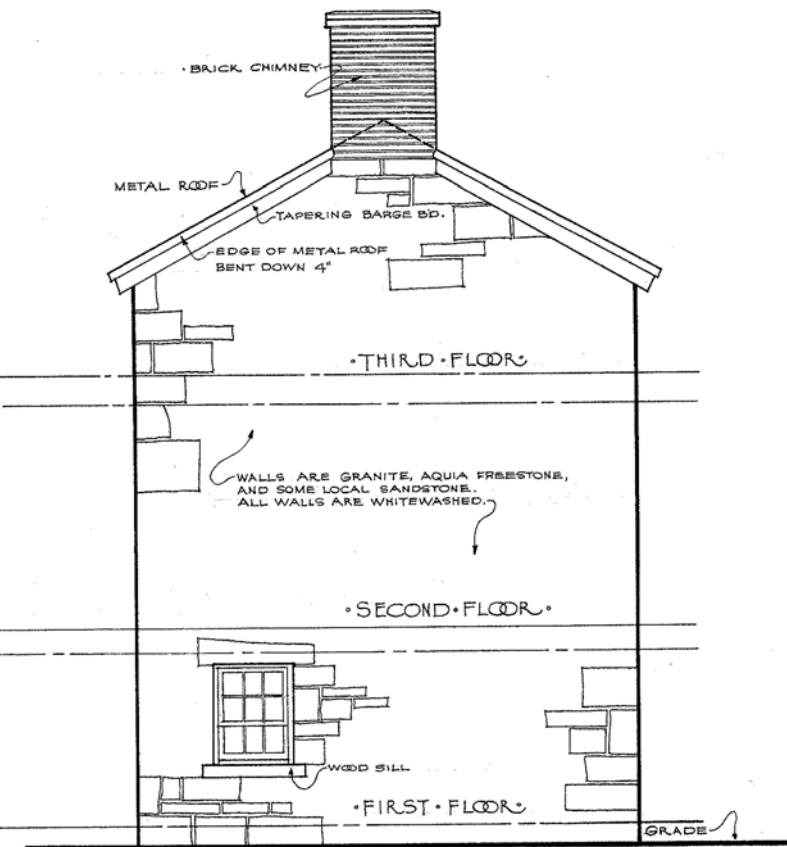 · BRICK CHIMNEY
METAL ROOF
TAPERING BARGE B'D.
EDGE OF METAL ROOF
BENT DOWN 4"
· THIRD · FLOOR ·
WALLS ARE GRANITE, AQUIA FREESTONE,
AND SOME LOCAL SANDSTONE.
ALL WALLS ARE WHITEWASHED.
· SECOND · FLOOR ·
WOOD SILL
· FIRST · FLOOR ·
GRADE